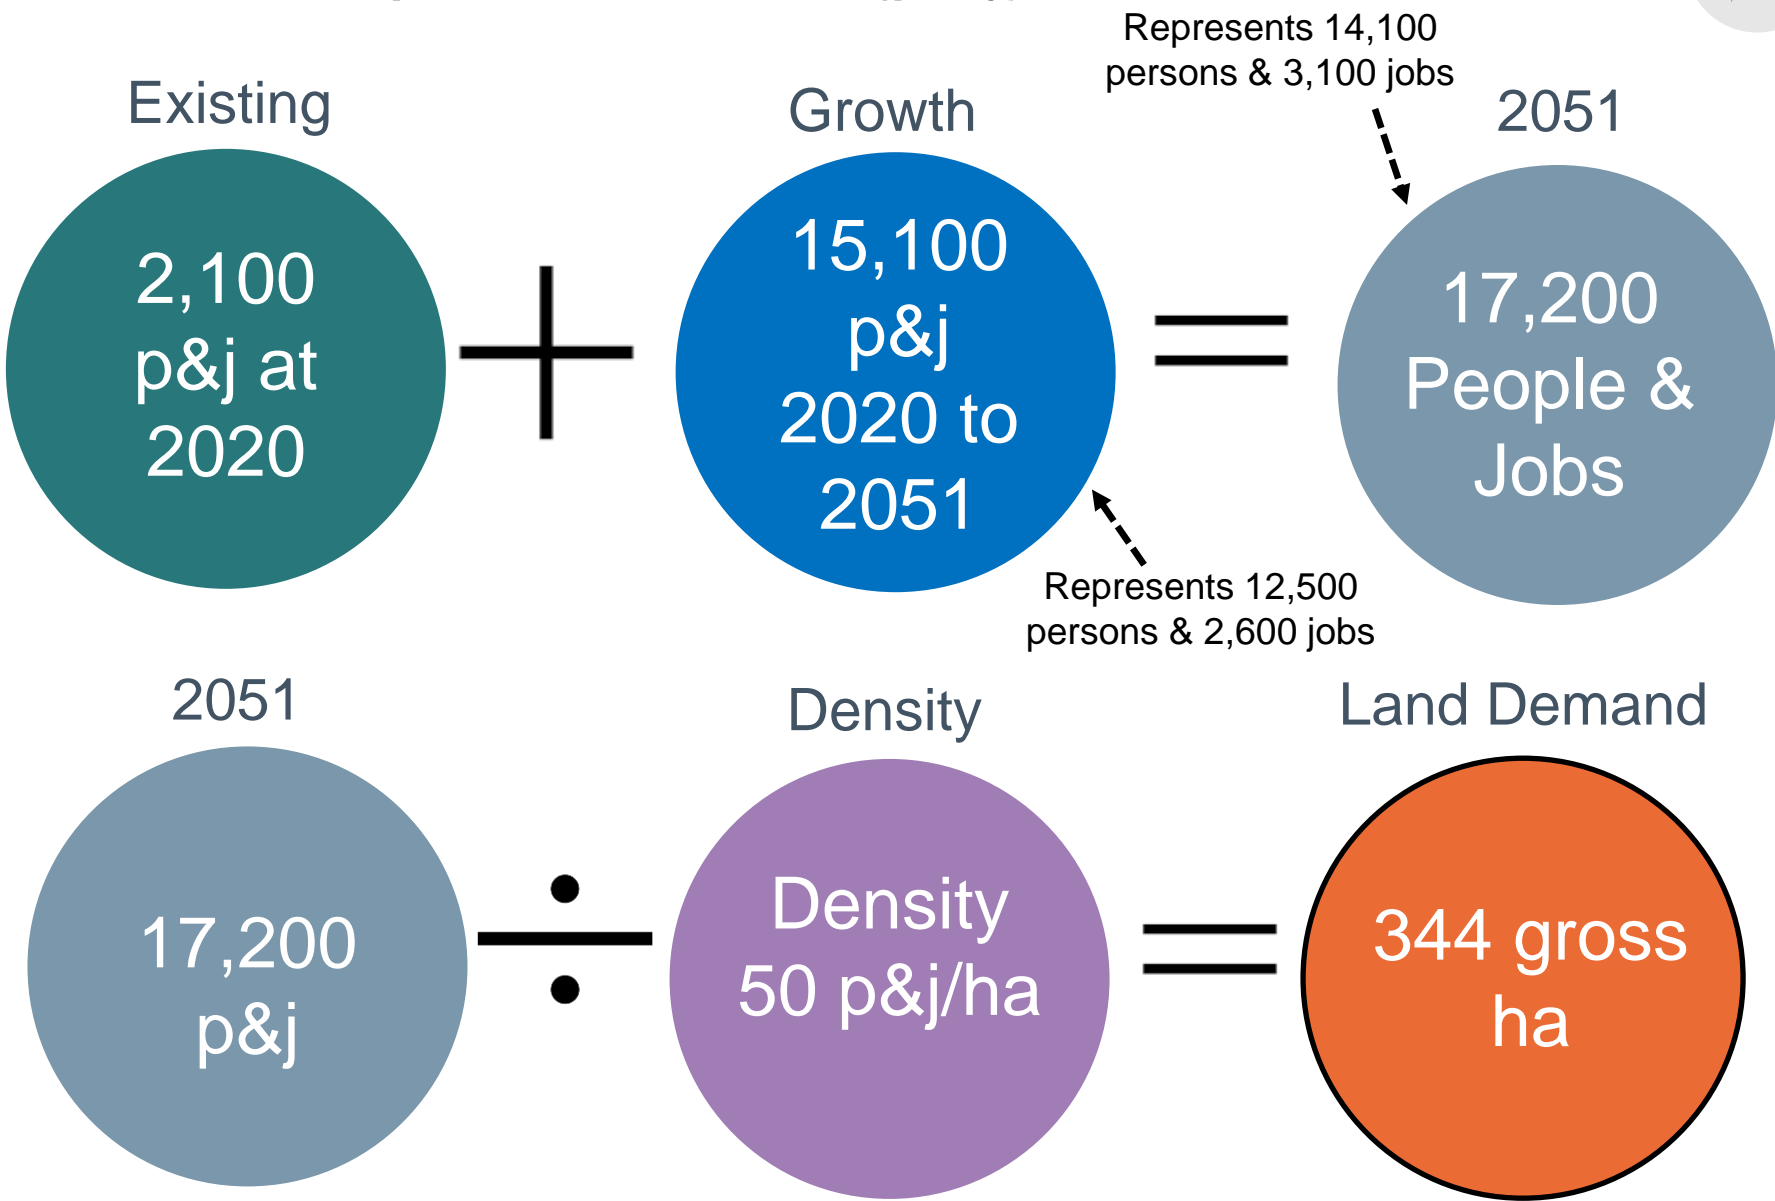 Represents 14,100
persons & 3,100 jobs
Existing
Growth
2051
2,100
p&j at
2020
15,100
p&j
2020 to
2051
17,200
People &
Jobs
Represents 12,500
persons & 2,600 jobs
2051
Density
Land Demand
17,200
p&j
Density
50 p&j/ha
344 gross
ha